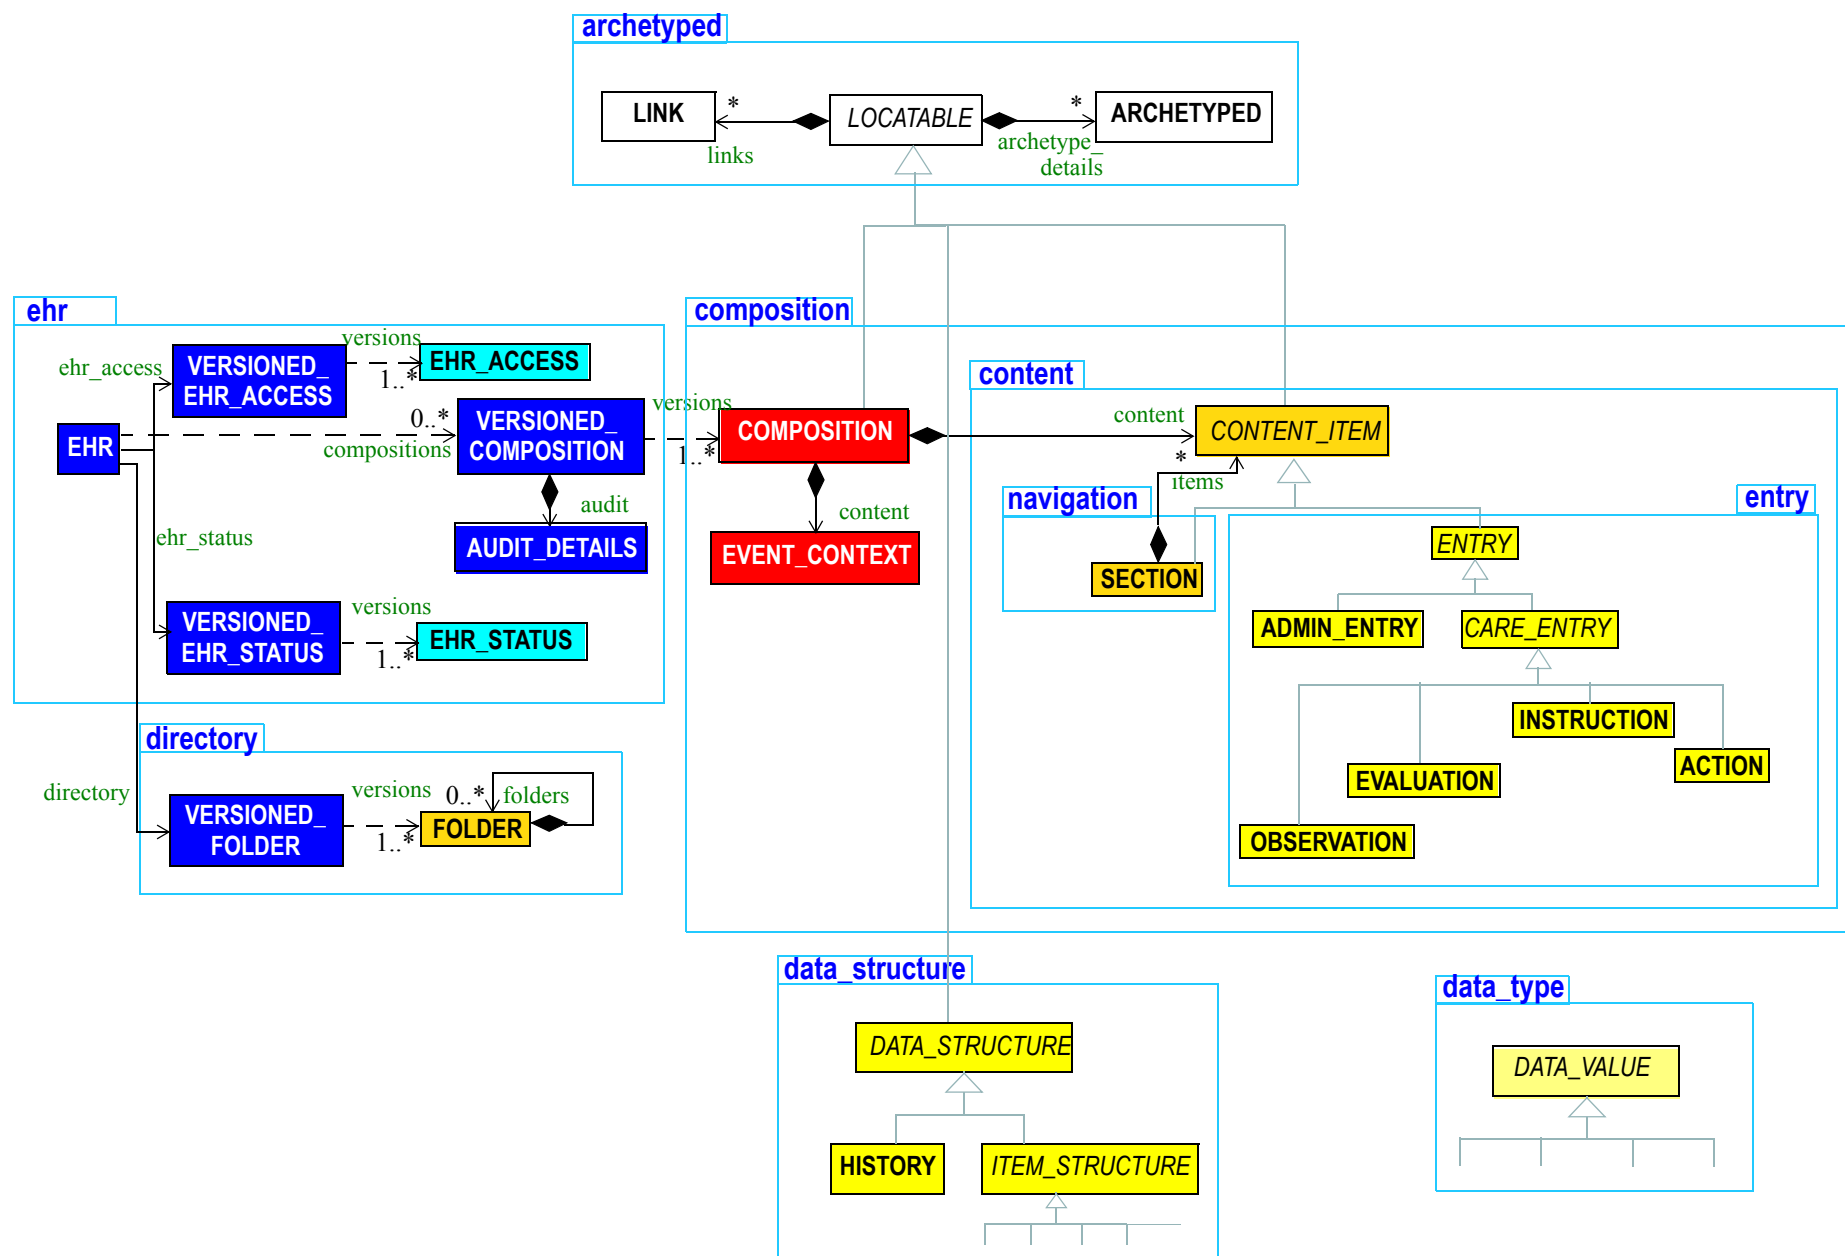 archetyped
LINK
*
LOCATABLE
*
ARCHETYPED
links
archetype_
details
ehr
ehr_access
VERSIONED_
EHR_ACCESS
versions
1..*
EHR_ACCESS
EHR
0..*
compositions
VERSIONED_
COMPOSITION
versions
1..*
audit
AUDIT_DETAILS
ehr_status
VERSIONED_
EHR_STATUS
versions
1..*
EHR_STATUS
directory
directory
VERSIONED_
FOLDER
versions
1..*
0..*
folders
FOLDER
composition
COMPOSITION
content
EVENT_CONTEXT
content
content
*
CONTENT_ITEM
items
navigation
SECTION
entry
ENTRY
ADMIN_ENTRY
CARE_ENTRY
INSTRUCTION
ACTION
EVALUATION
OBSERVATION
data_structure
DATA_STRUCTURE
HISTORY
ITEM_STRUCTURE
data_type
DATA_VALUE